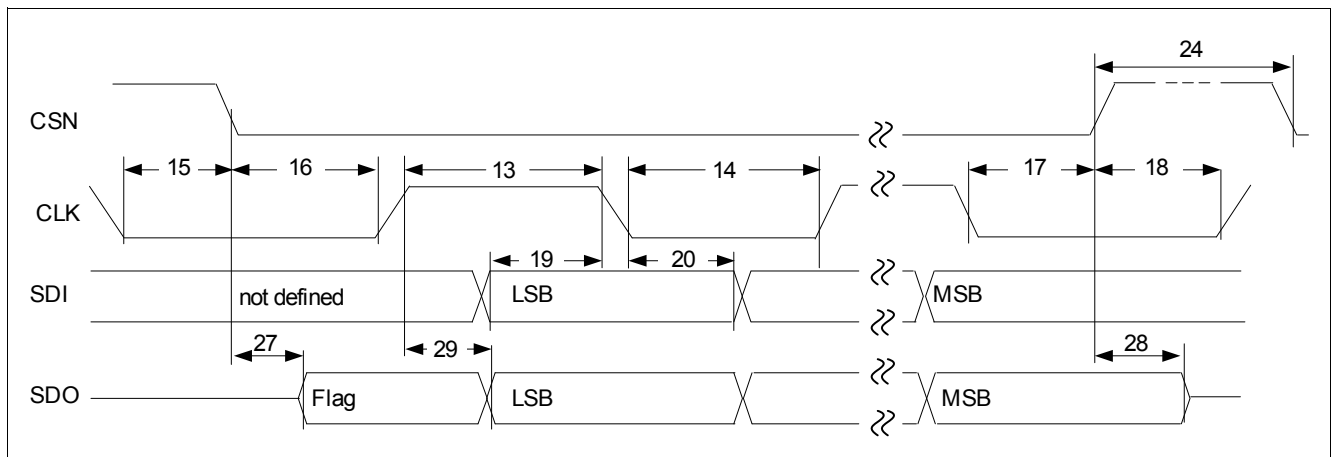 24
CSN
15
16
13
14
17
18
CLK
19
20
SDI
not defined
LSB
MSB
27
29
28
SDO
Flag
LSB
MSB